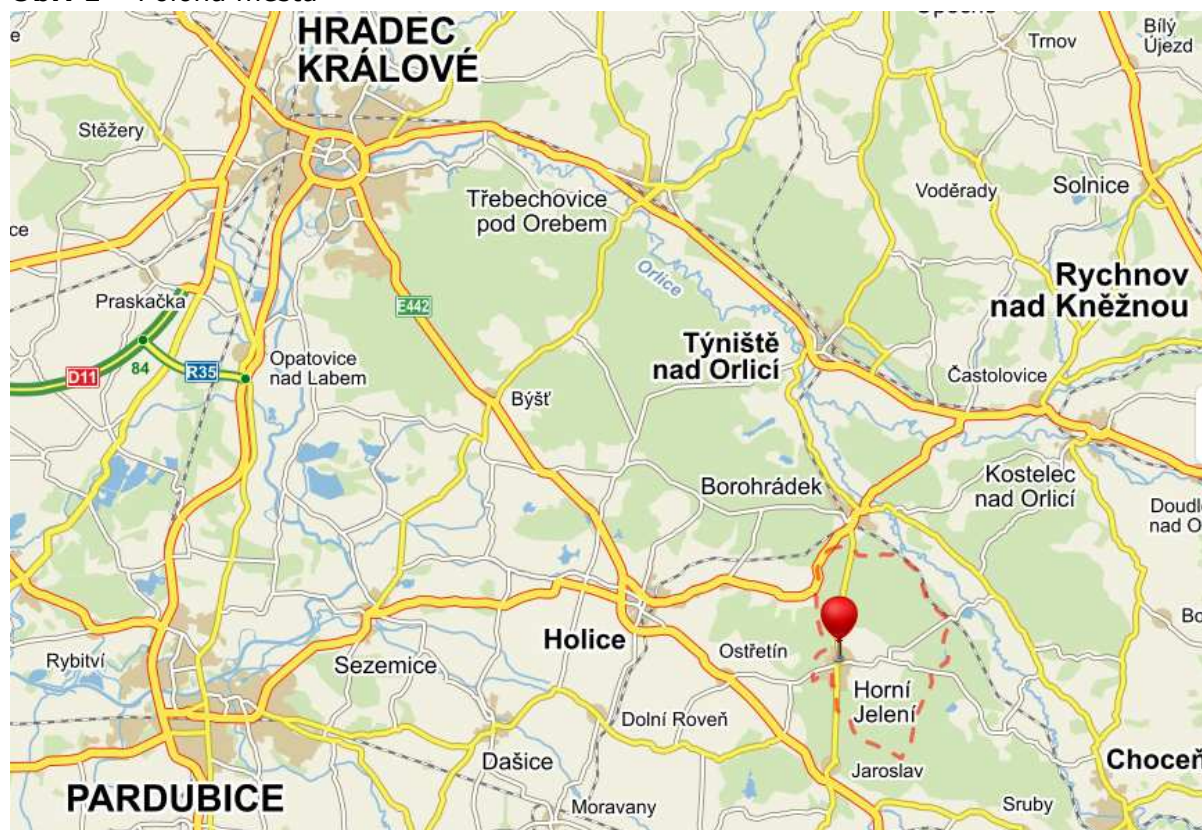 HRADEC
KRÁLOVÉ
Trnov
Bílý
Újezd
Stěžery
Třebechovice
pod Orebem
Voděrady
Solnice
Orlice
Rychnov
nad Kněžnou
Praskačka
E442
Týniště
nad Orlicí
Opatovice
nad Labem
D11
84
R35
Častolovice
Býšť
Borohrádek
Kostelec
nad Orlicí
Holice
Ostřetín
Rybitví
Sezemice
Horní
Jelení
Dolní Roveň
Dašice
Jaroslav
Choceň
PARDUBICE
Moravany
Sruby